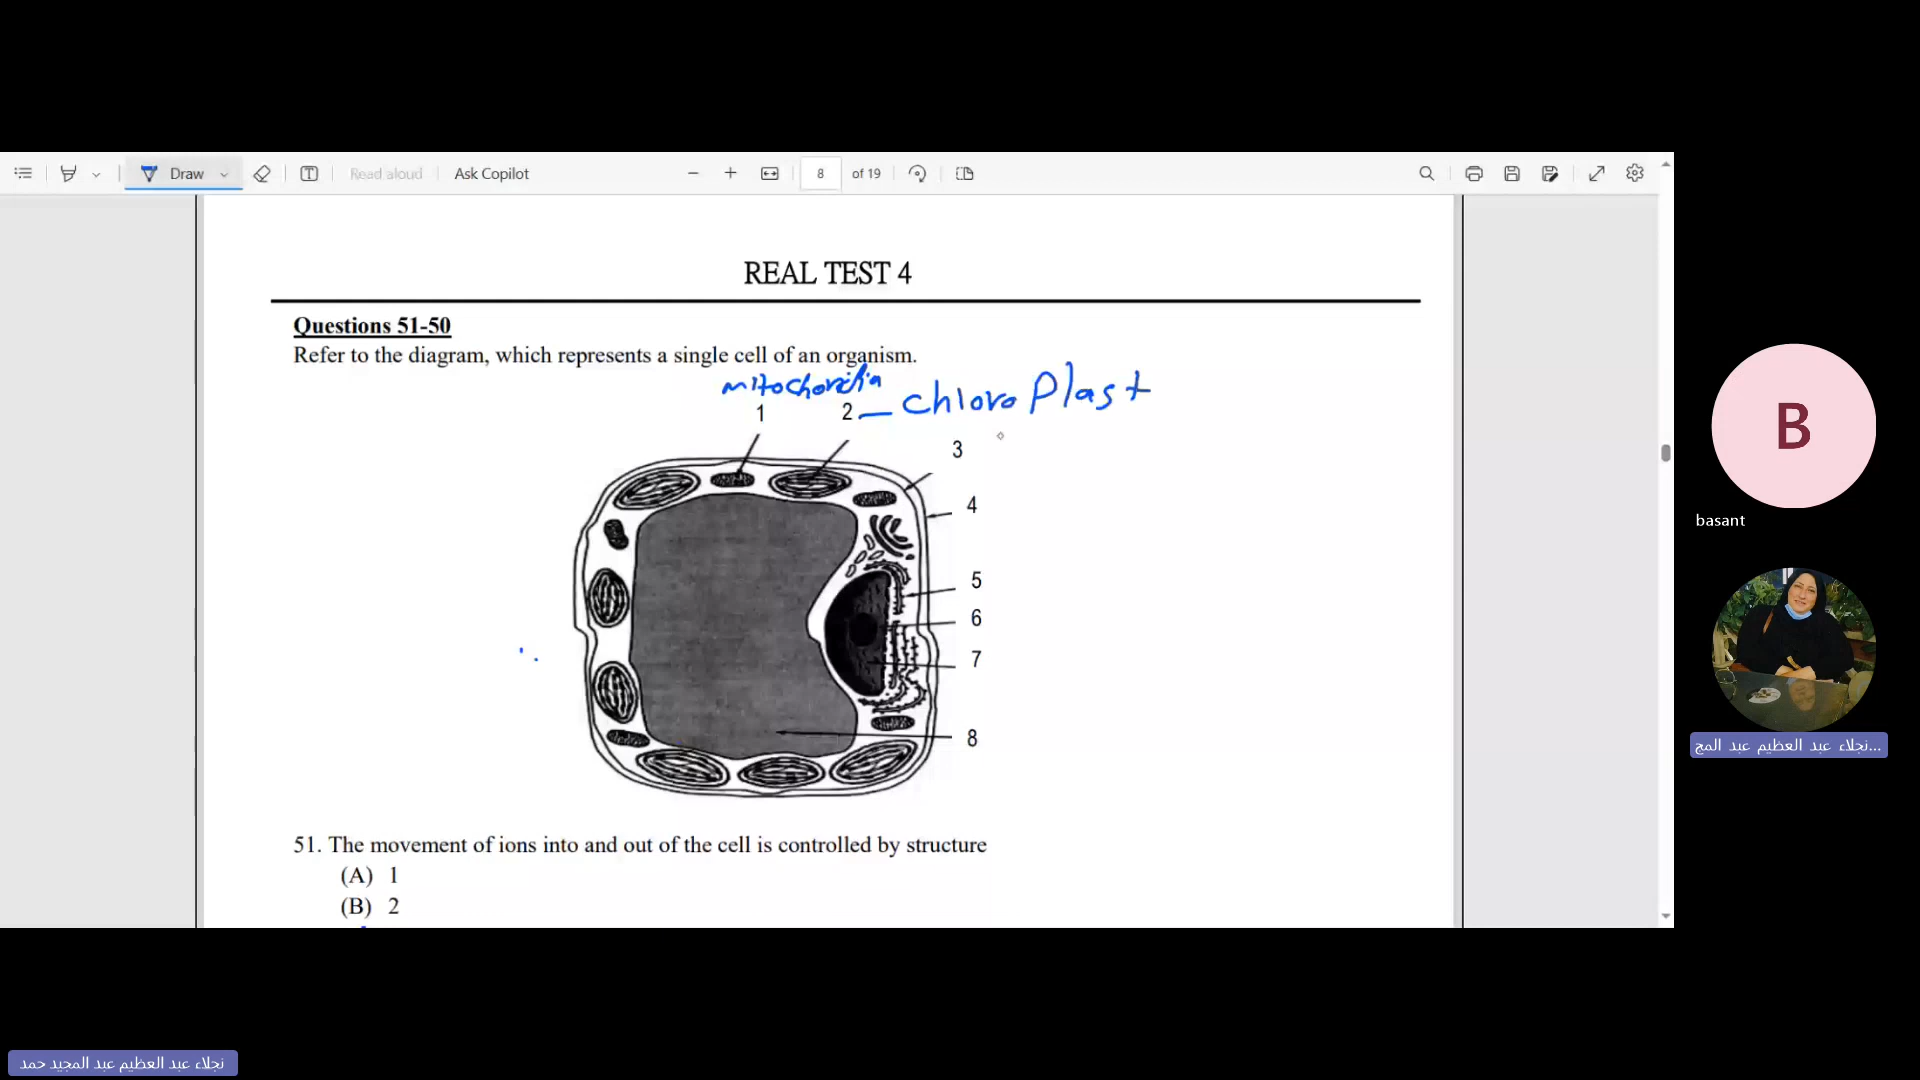 Draw
Read aloud
Ask Copilot
8
of 19
REAL TEST 4
Questions 51-50
Refer to the diagram, which represents a single cell of an organism.
mitochondria
1
2 — chloroplast
3
4
5
6
7
8
51. The movement of ions into and out of the cell is controlled by structure
(A) 1
(B) 2
B
basant
نجلاء عبد العظيم عبد المج...
نجلاء عبد العظيم عبد المجيد حمد